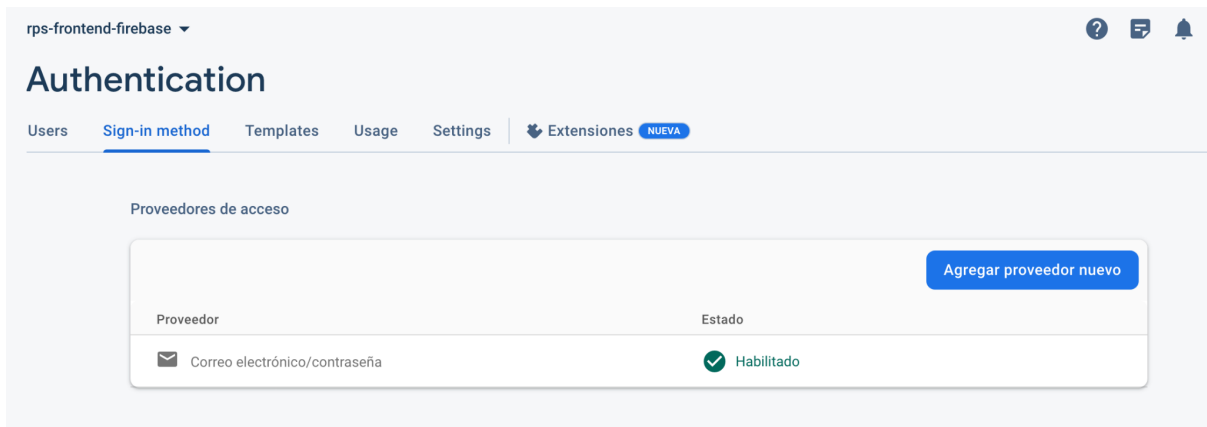 rps-frontend-firebase
Authentication
Users Sign-in method Templates Usage Settings Extensiones NUEVA
Proveedores de acceso
Agregar proveedor nuevo
Proveedor Estado
Correo electrónico/contraseña Habilitado